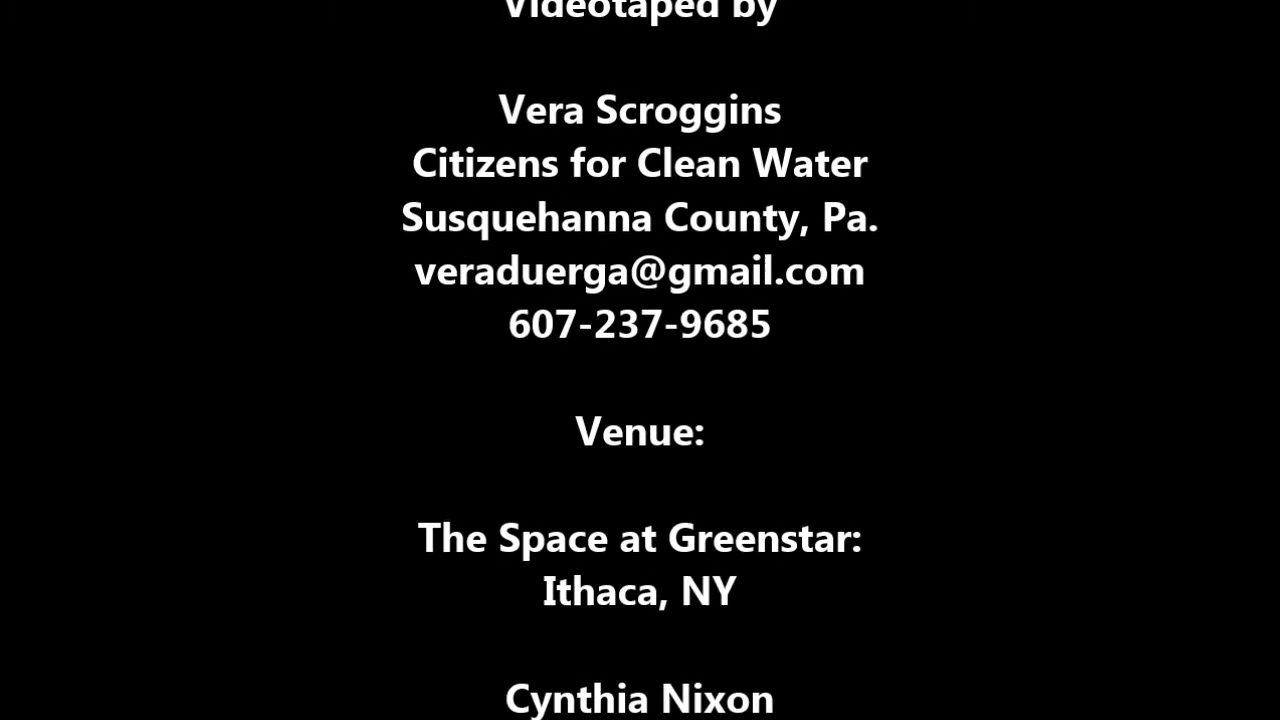 Videotaped by
Vera Scroggins
Citizens for Clean Water
Susquehanna County, Pa.
veraduerga@gmail.com
607-237-9685
Venue:
The Space at Greenstar:
Ithaca, NY
Cynthia Nixon